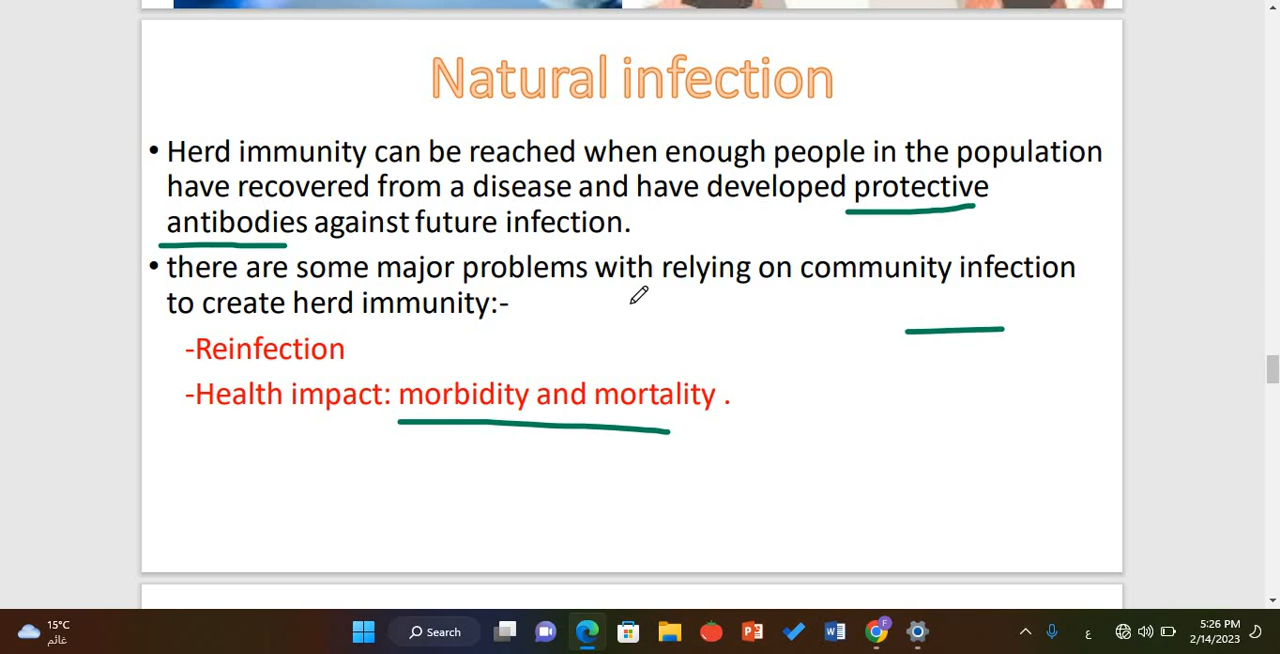 Natural infection
• Herd immunity can be reached when enough people in the population
have recovered from a disease and have developed protective
antibodies against future infection.
• there are some major problems with relying on community infection
to create herd immunity:-
-Reinfection
-Health impact: morbidity and mortality .
15°C
غائم
Search
ع
5:26 PM
2/14/2023